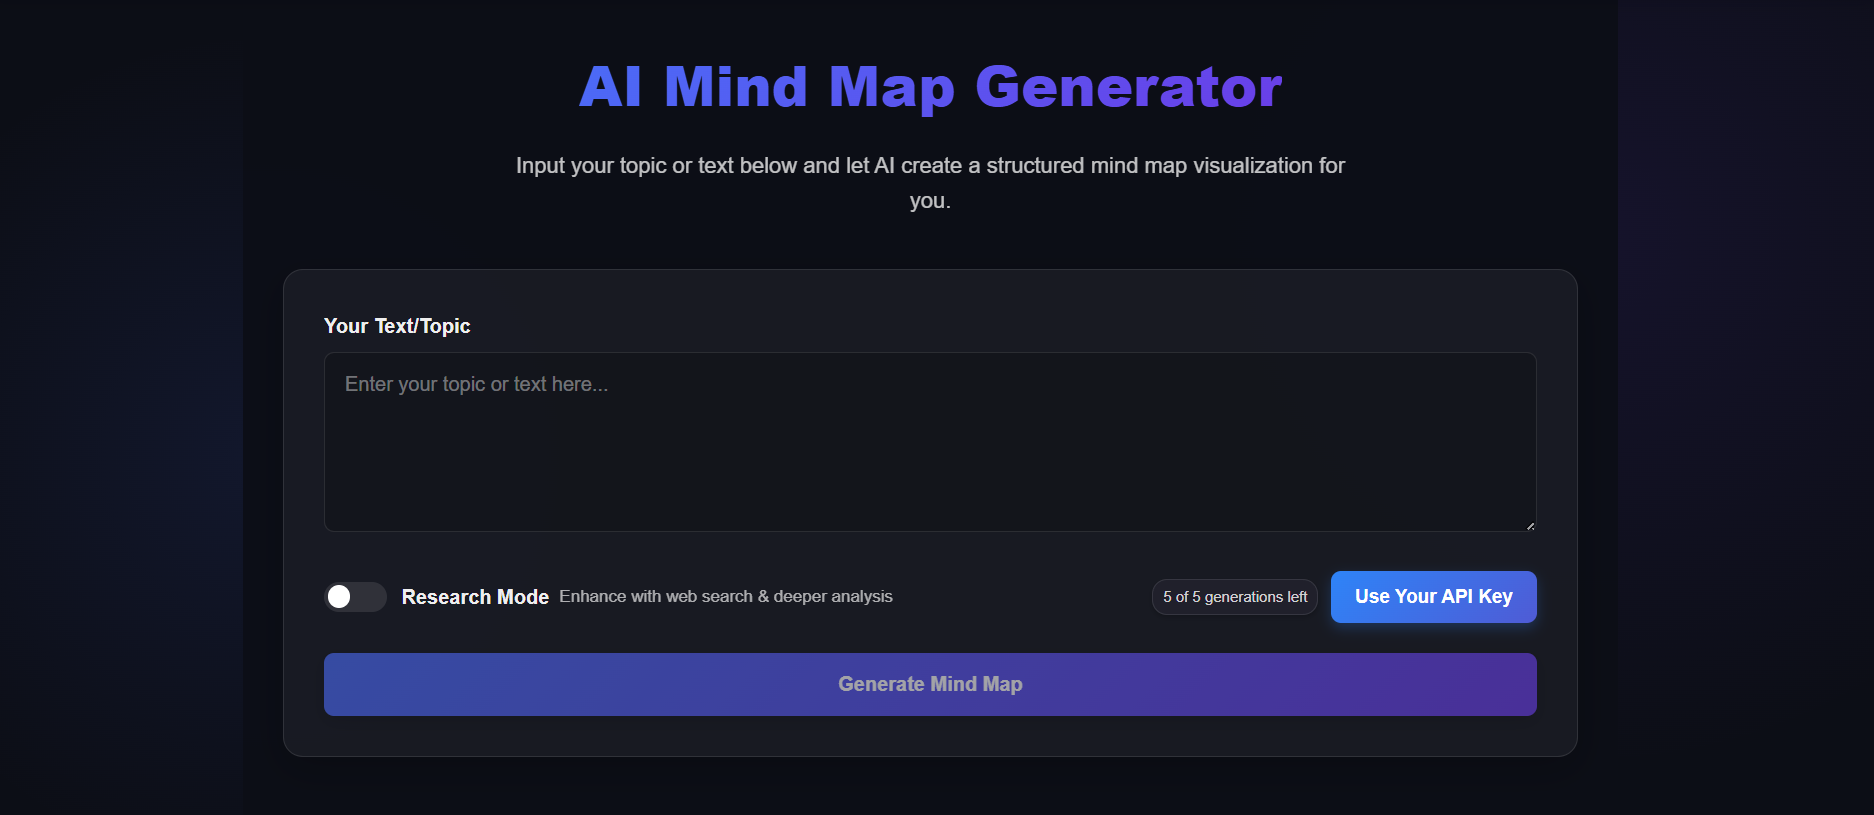 AI Mind Map Generator
Input your topic or text below and let AI create a structured mind map visualization for
you.
Your Text/Topic
Enter your topic or text here...
Research Mode Enhance with web search & deeper analysis 5 of 5 generations left Use Your API Key
Generate Mind Map